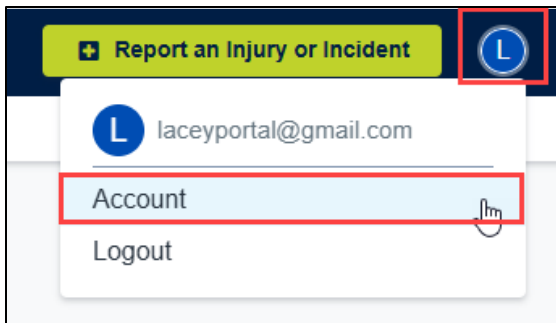 Report an Injury or Incident
L
L laceyportal@gmail.com
Account
Logout